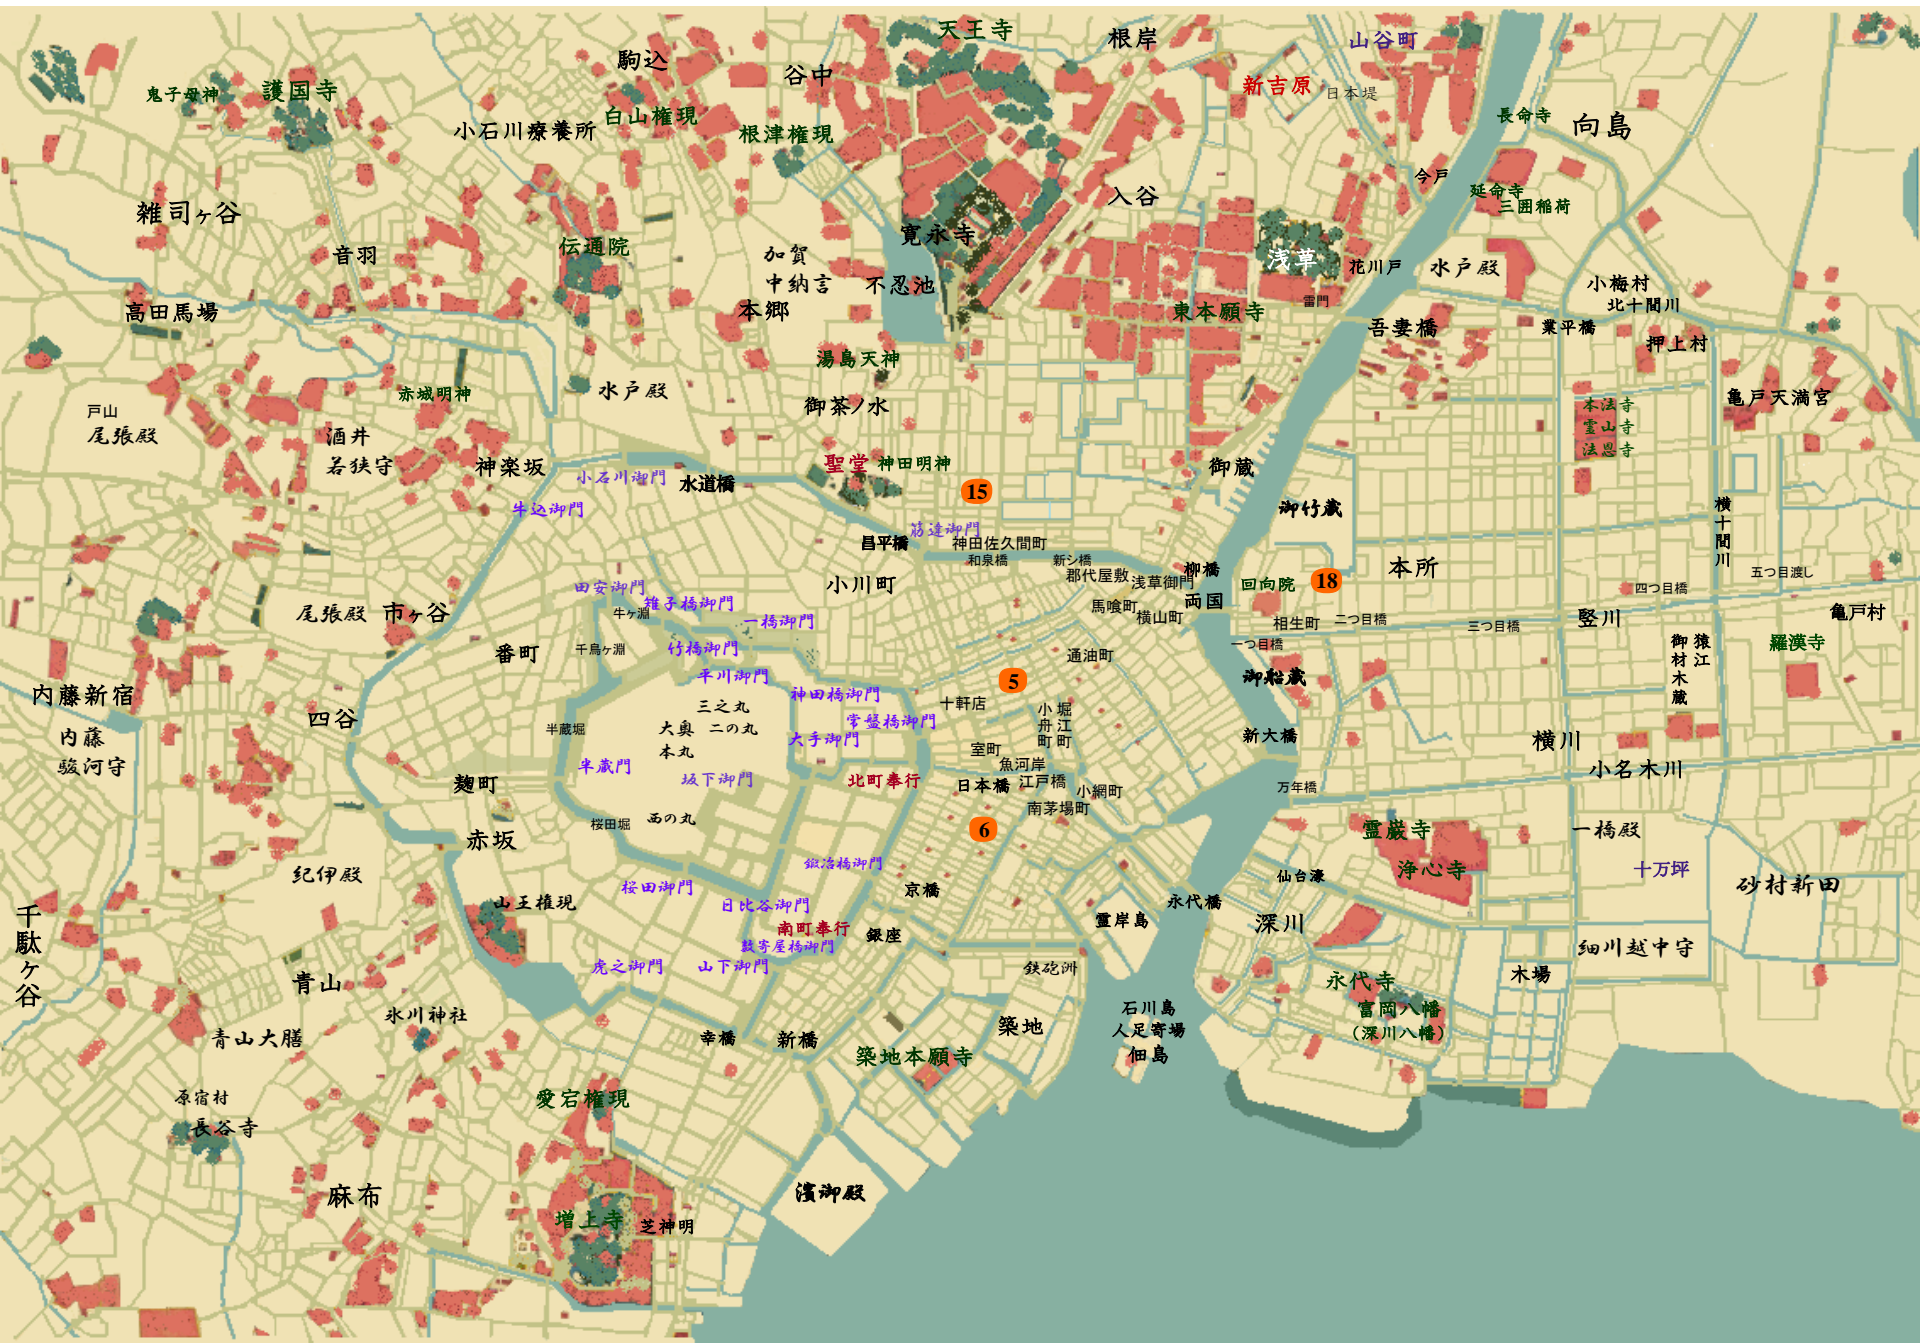 天王寺
根岸
山谷町
駒込
谷中
新吉原
日本堤
鬼子母神
護国寺
白山権現
根津権現
小石川療養所
長命寺
向島
今戸
延命寺
三囲稲荷
入谷
雑司ヶ谷
音羽
伝通院
加賀
中納言
本郷
寛永寺
不忍池
浅草
花川戸
水戸殿
小梅村
北十間川
高田馬場
東本願寺
雷門
吾妻橋
業平橋
押上村
湯島天神
赤城明神
水戸殿
御茶ノ水
亀戸天満宮
本法寺
霊山寺
法恩寺
戸山
尾張殿
酒井
若狭守
神楽坂
小石川御門
水道橋
聖堂
神田明神
15
御蔵
牛込御門
御竹蔵
横十間川
筋違御門
昌平橋
神田佐久間町
和泉橋
新シ橋
郡代屋敷
浅草御門
柳橋
両国
回向院
18
本所
五つ目渡し
四つ目橋
小川町
田安御門
雉子橋御門
牛ヶ淵
一橋御門
馬喰町
横山町
相生町
二つ目橋
三つ目橋
竪川
亀戸村
尾張殿
市ヶ谷
番町
千鳥ヶ淵
竹橋御門
平川御門
通油町
一つ目橋
御船蔵
猿江
御材木蔵
羅漢寺
5
内藤新宿
神田橋御門
十軒店
四谷
三之丸
大奥
二の丸
本丸
常盤橋御門
大手御門
堀江町
小舟町
室町
新大橋
横川
半蔵堀
内藤
駿河守
半蔵門
坂下御門
北町奉行
魚河岸
日本橋
江戸橋
小網町
南茅場町
万年橋
小名木川
麹町
桜田堀
西の丸
6
赤坂
霊巌寺
一橋殿
浄心寺
十万坪
鍛冶橋御門
紀伊殿
桜田御門
京橋
仙台濠
砂村新田
山王権現
日比谷御門
南町奉行
数寄屋橋御門
銀座
霊岸島
永代橋
深川
千駄ヶ谷
細川越中守
虎之御門
山下御門
鉄砲洲
木場
青山
永代寺
富岡八幡
(深川八幡)
氷川神社
石川島
人足寄場
佃島
青山大膳
幸橋
新橋
築地
築地本願寺
原宿村
長谷寺
愛宕権現
麻布
濱御殿
増上寺
芝神明